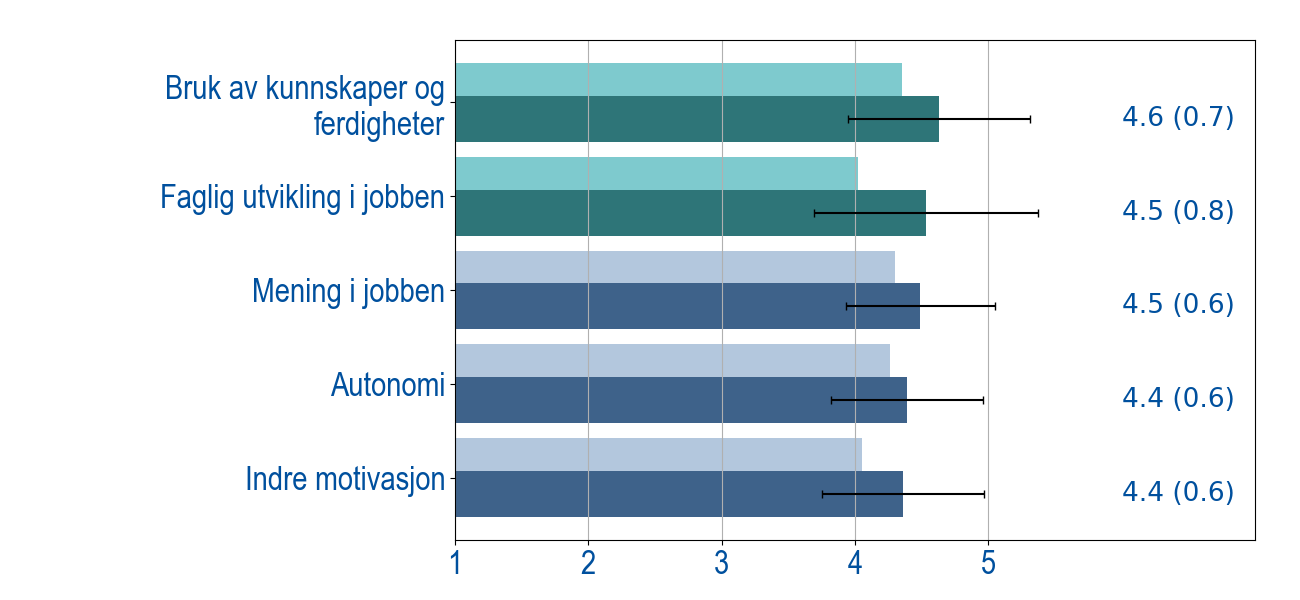 Bruk av kunnskaper og
ferdigheter
4.6 (0.7)
Faglig utvikling i jobben
4.5 (0.8)
Mening i jobben
4.5 (0.6)
Autonomi
4.4 (0.6)
Indre motivasjon
4.4 (0.6)
1 2 3 4 5